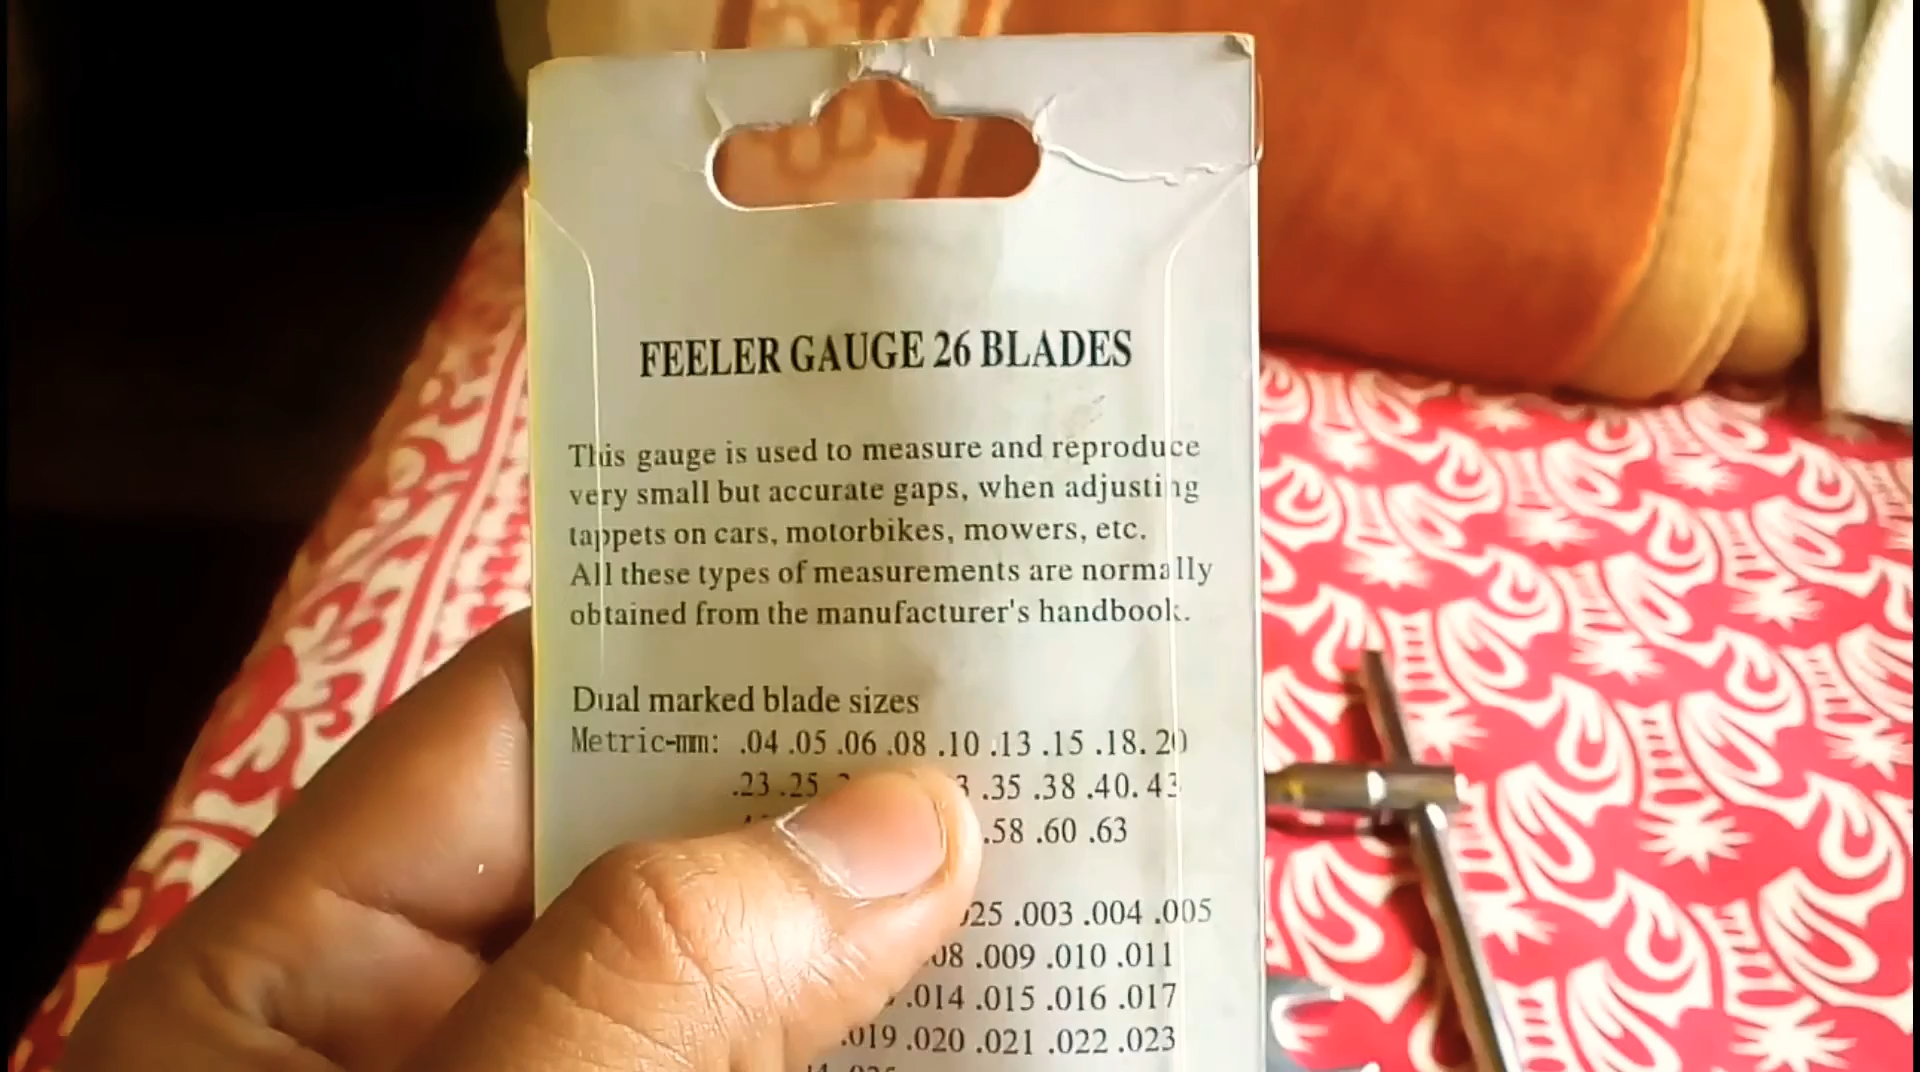 FEELER GAUGE 26 BLADES
This gauge is used to measure and reproduce
very small but accurate gaps, when adjusting
tappets on cars, motorbikes, mowers, etc.
All these types of measurements are normally
obtained from the manufacturer's handbook.
Dual marked blade sizes
Metric-mm: .04 .05 .06 .08 .10 .13 .15 .18. 20
.23 .25 .35 .38 .40. 43
.58 .60 .63
.003 .004 .005
.009 .010 .011
.014 .015 .016 .017
.019 .020 .021 .022 .023